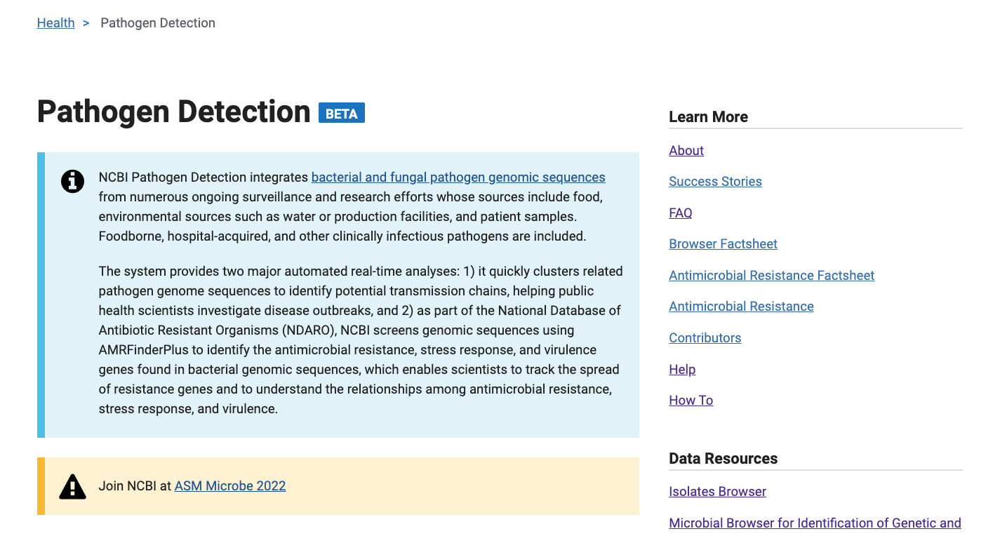 Health > Pathogen Detection
Pathogen Detection BETA
NCBI Pathogen Detection integrates bacterial and fungal pathogen genomic sequences
from numerous ongoing surveillance and research efforts whose sources include food,
environmental sources such as water or production facilities, and patient samples.
Foodborne, hospital-acquired, and other clinically infectious pathogens are included.
The system provides two major automated real-time analyses: 1) it quickly clusters related
pathogen genome sequences to identify potential transmission chains, helping public
health scientists investigate disease outbreaks, and 2) as part of the National Database of
Antibiotic Resistant Organisms (NDARO), NCBI screens genomic sequences using
AMRFinderPlus to identify the antimicrobial resistance, stress response, and virulence
genes found in bacterial genomic sequences, which enables scientists to track the spread
of resistance genes and to understand the relationships among antimicrobial resistance,
stress response, and virulence.
Join NCBI at ASM Microbe 2022
Learn More
About
Success Stories
FAQ
Browser Factsheet
Antimicrobial Resistance Factsheet
Antimicrobial Resistance
Contributors
Help
How To
Data Resources
Isolates Browser
Microbial Browser for Identification of Genetic and